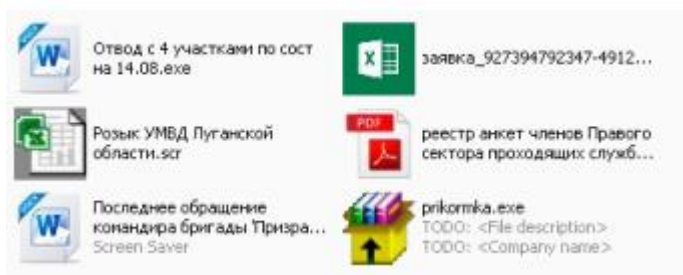 Отвод с 4 участками по сост
на 14.08.exe
заявка_927394792347-4912...
Розык УМВД Луганской
области.scr
PDF
реестр анкет членов Правого
сектора проходящих служб...
Последнее обращение
командира бригады 'Призра...
Screen Saver
prikormka.exe
TODO: <File description>
TODO: <Company name>